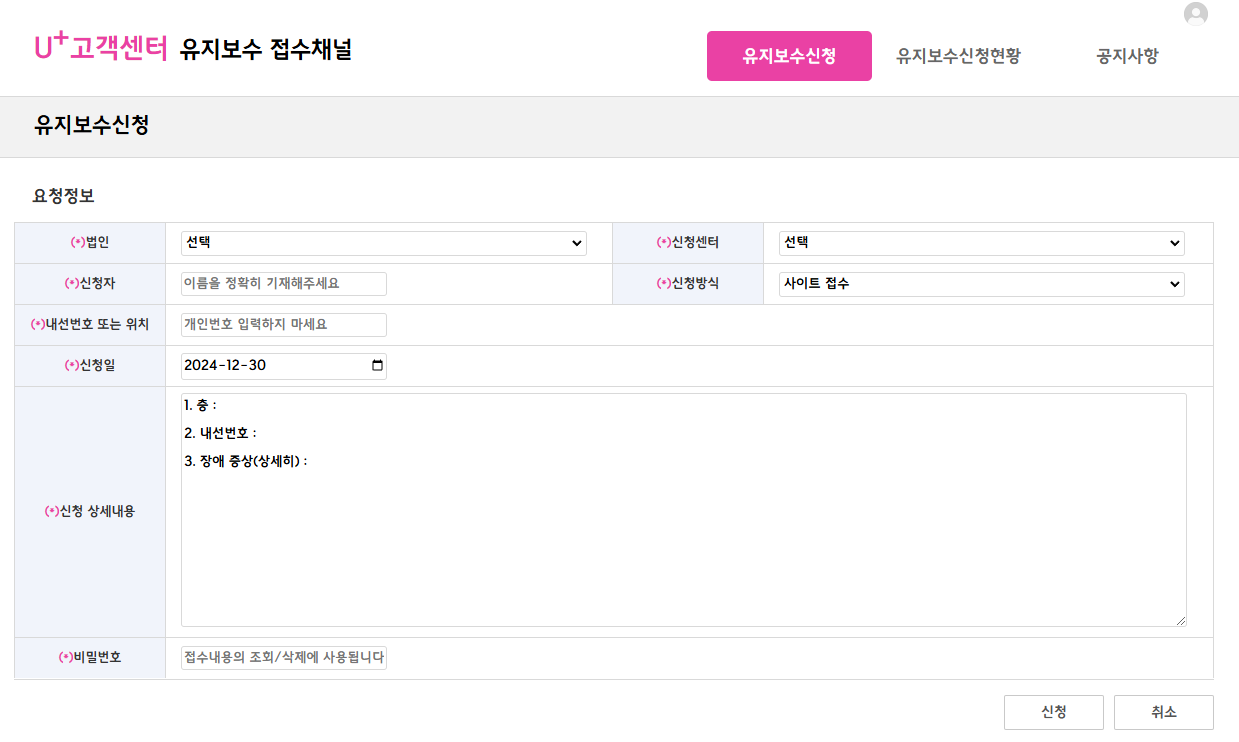 U+고객센터 유지보수 접수채널
유지보수신청 유지보수신청현황 공지사항
유지보수신청
요청정보
(*)법인 선택 (*)신청센터 선택
(*)신청자 이름을 정확히 기재해주세요 (*)신청방식 사이트 접수
(*)내선번호 또는 위치 개인번호 입력하지 마세요
(*)신청일 2024-12-30
1. 층 :
2. 내선번호 :
3. 장애 증상(상세히) :
(*)신청 상세내용
(*)비밀번호 접수내용의 조회/삭제에 사용됩니다
신청 취소